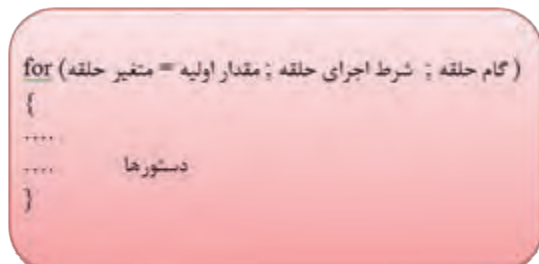 for (متغیر حلقه = مقدار اولیه ; شرط اجرای حلقه ; گام حلقه)
{
....
.... دستورها
}